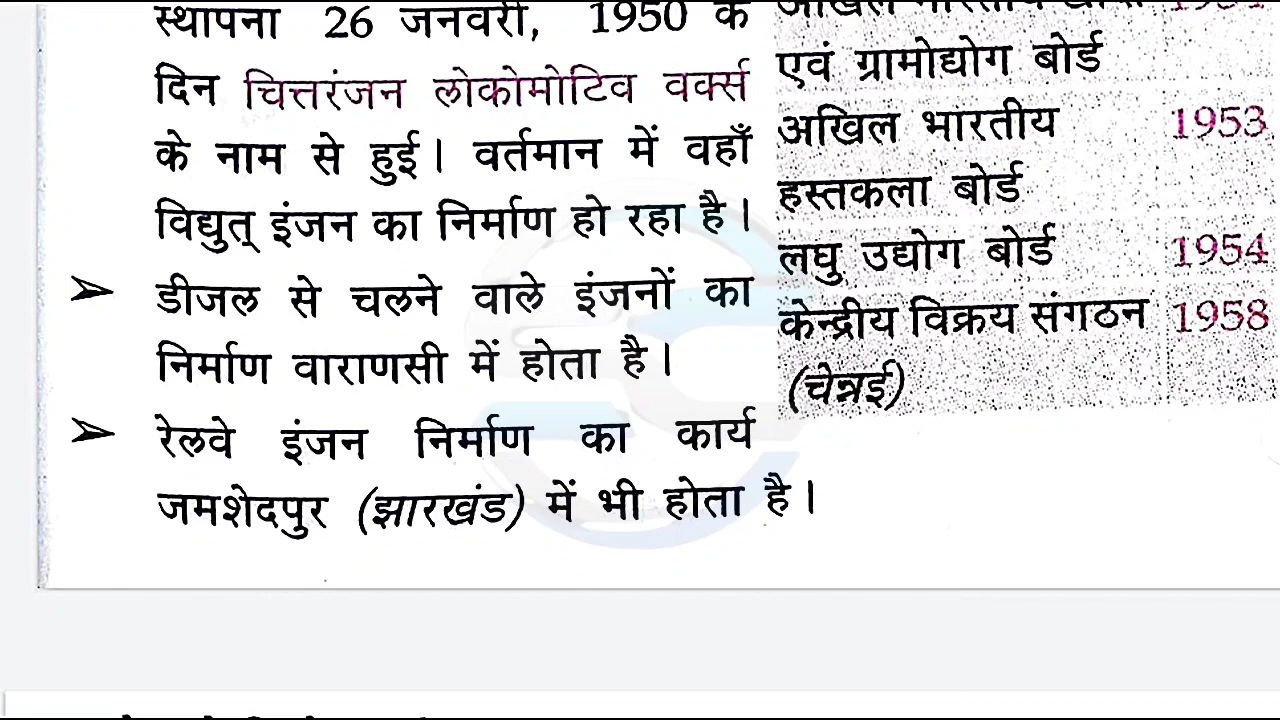 स्थापना 26 जनवरी, 1950 के
दिन चित्तरंजन लोकोमोटिव वर्क्स
के नाम से हुई। वर्तमान में वहाँ
विद्युत् इंजन का निर्माण हो रहा है।
➢ डीजल से चलने वाले इंजनों का
निर्माण वाराणसी में होता है।
➢ रेलवे इंजन निर्माण का कार्य
जमशेदपुर (झारखंड) में भी होता है।
एवं ग्रामोद्योग बोर्ड
अखिल भारतीय 1953
हस्तकला बोर्ड
लघु उद्योग बोर्ड 1954
केन्द्रीय विक्रय संगठन 1958
(चेन्नई)